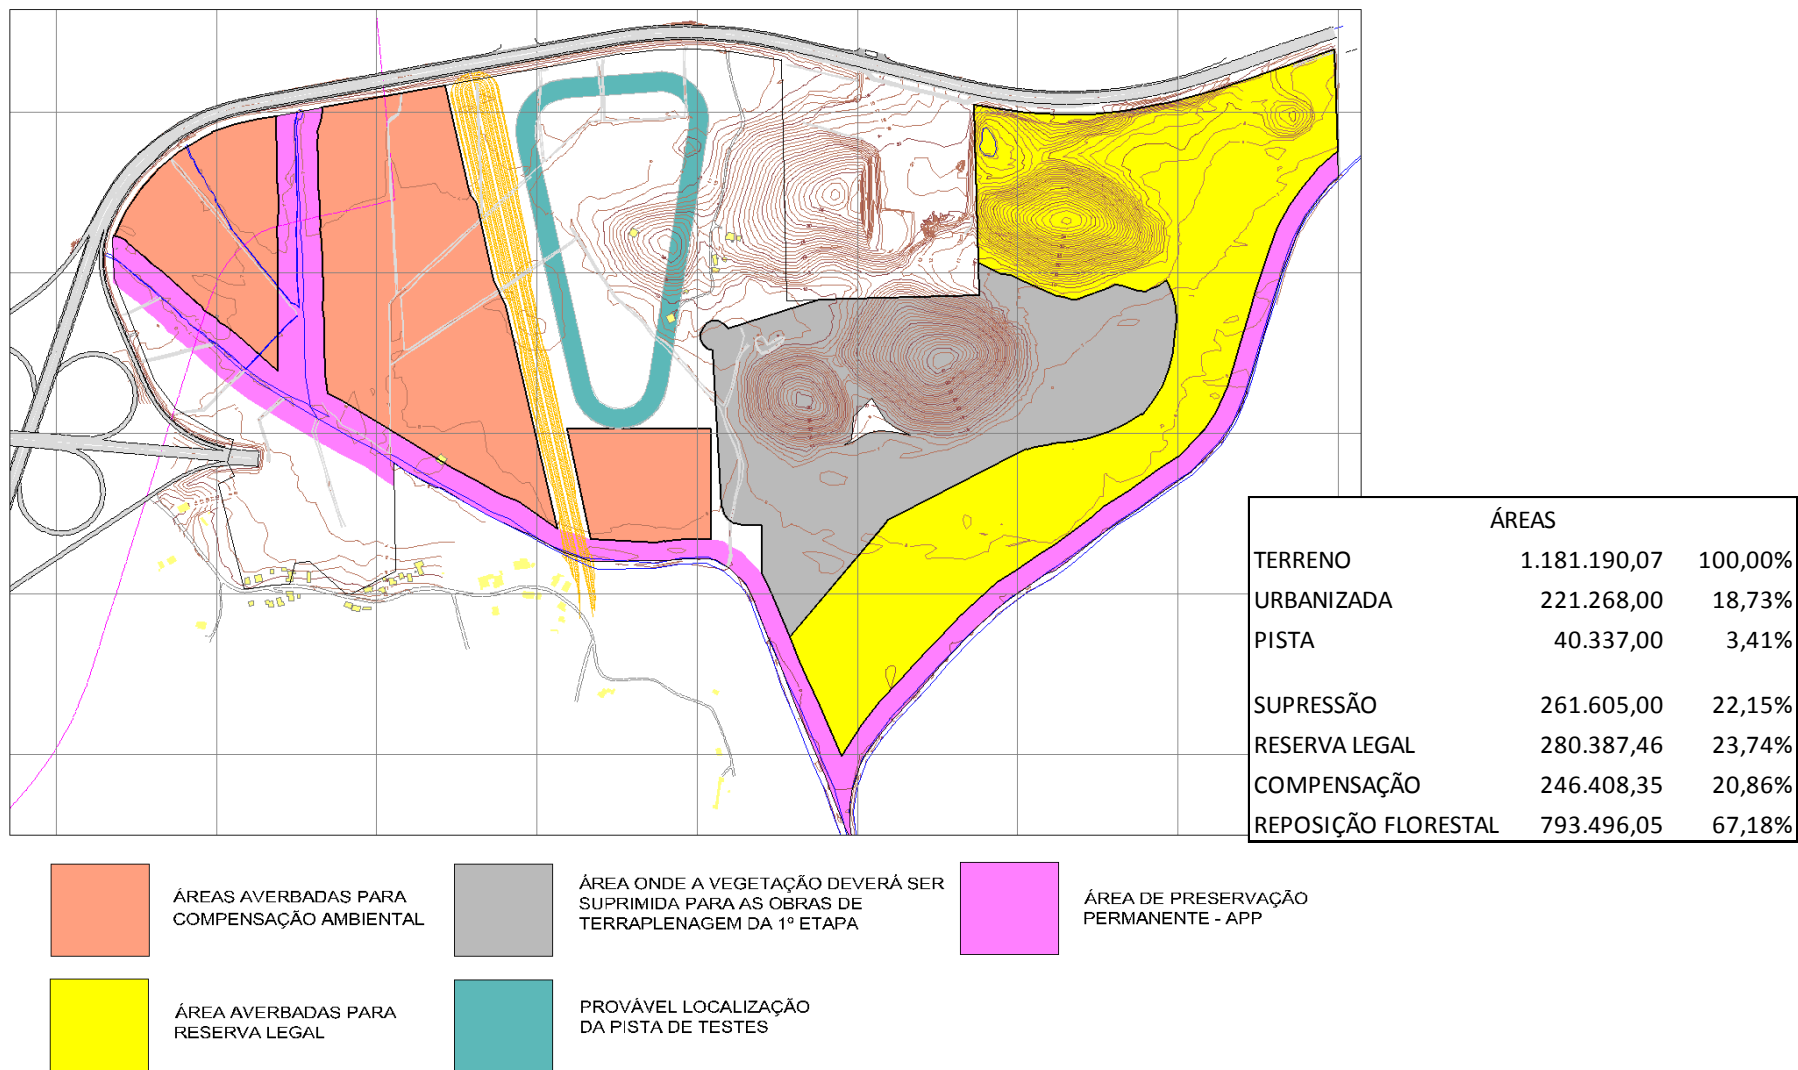 ÁREAS
TERRENO 1.181.190,07 100,00%
URBANIZADA 221.268,00 18,73%
PISTA 40.337,00 3,41%
SUPRESSÃO 261.605,00 22,15%
RESERVA LEGAL 280.387,46 23,74%
COMPENSAÇÃO 246.408,35 20,86%
REPOSIÇÃO FLORESTAL 793.496,05 67,18%
ÁREAS AVERBADAS PARA
COMPENSAÇÃO AMBIENTAL
ÁREA ONDE A VEGETAÇÃO DEVERÁ SER
SUPRIMIDA PARA AS OBRAS DE
TERRAPLENAGEM DA 1º ETAPA
ÁREA DE PRESERVAÇÃO
PERMANENTE - APP
ÁREA AVERBADAS PARA
RESERVA LEGAL
PROVÁVEL LOCALIZAÇÃO
DA PISTA DE TESTES